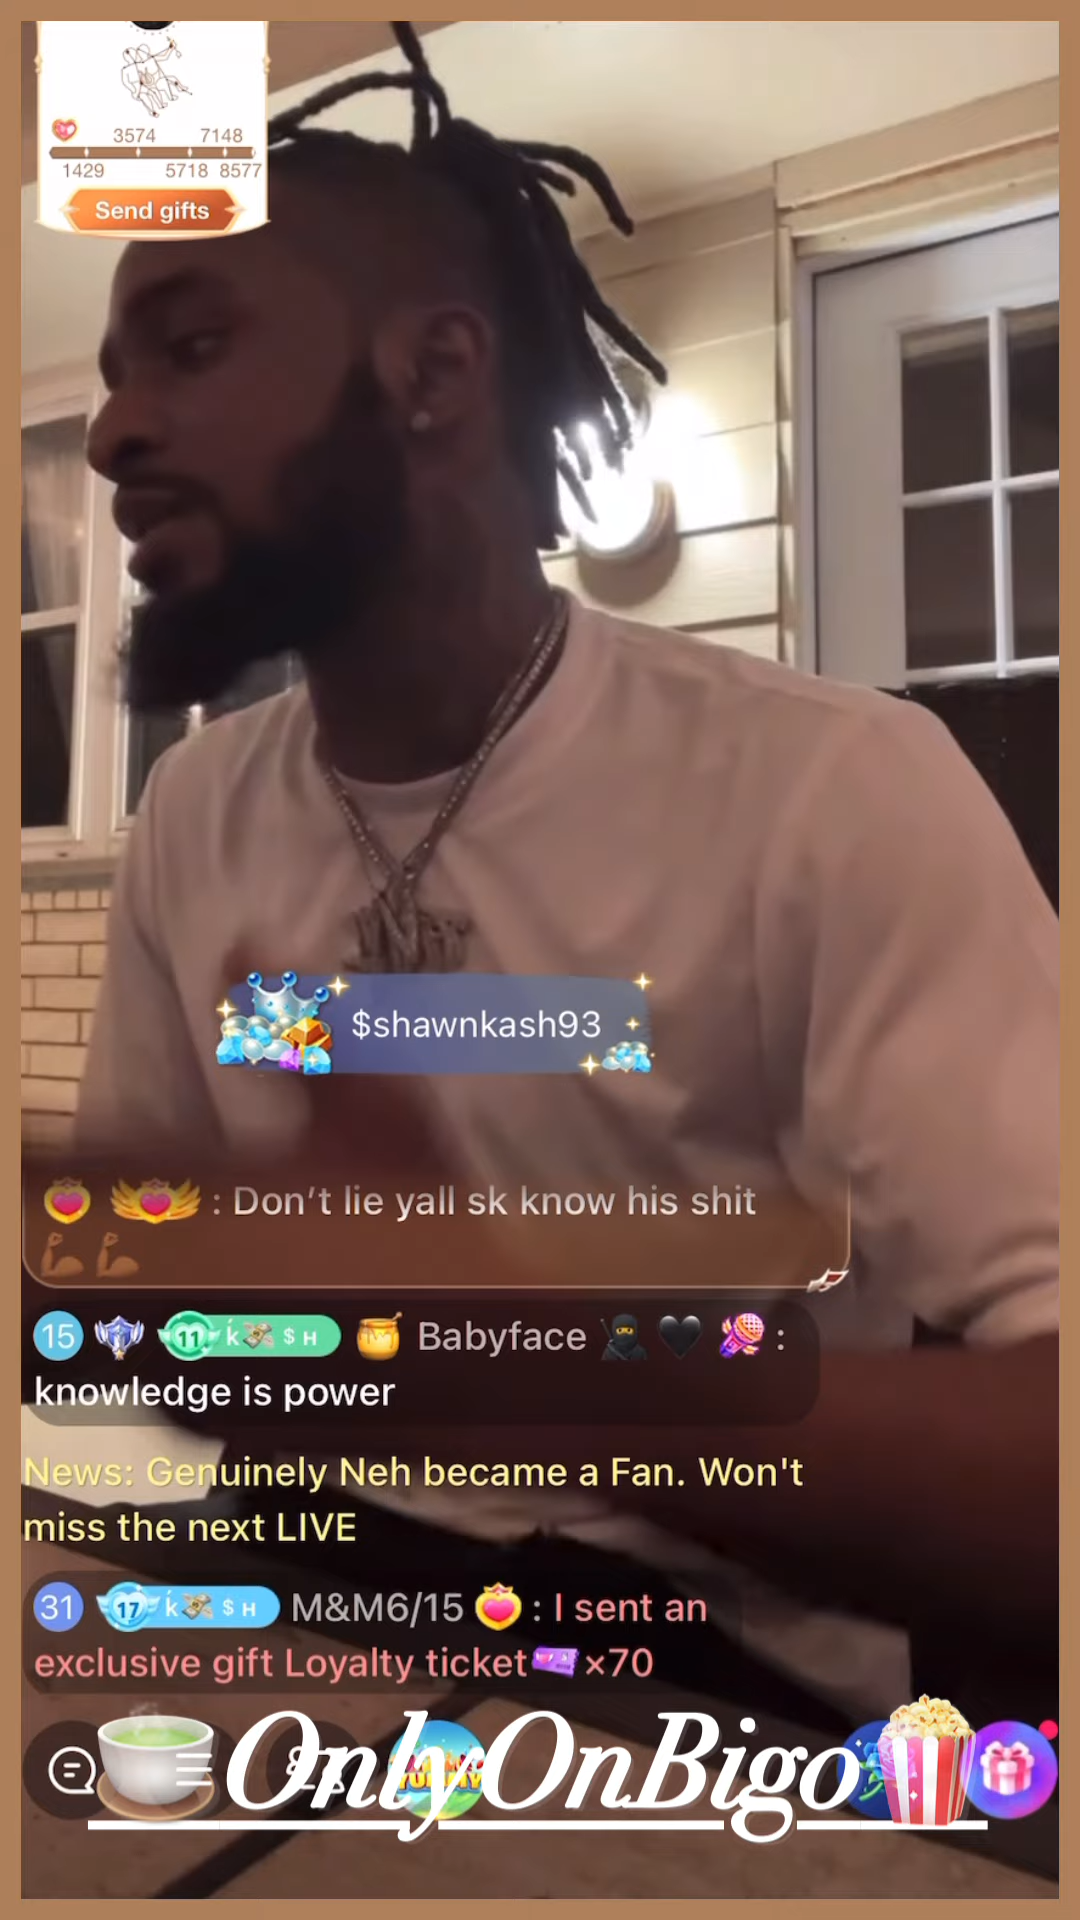 3574 7148
1429 5718 8577
Send gifts
$shawnkash93
: Don’t lie yall sk know his shit
💪🏾 💪🏾
15 11 ḱ💸 $ H 🍯 Babyface 🥷🏿 🖤 🎤 :
knowledge is power
News: Genuinely Neh became a Fan. Won't
miss the next LIVE
31 17 ḱ💸 $ H M&M6/15 : I sent an
exclusive gift Loyalty ticket ×70
🍵OnlyOnBigo🍿
YUMMY